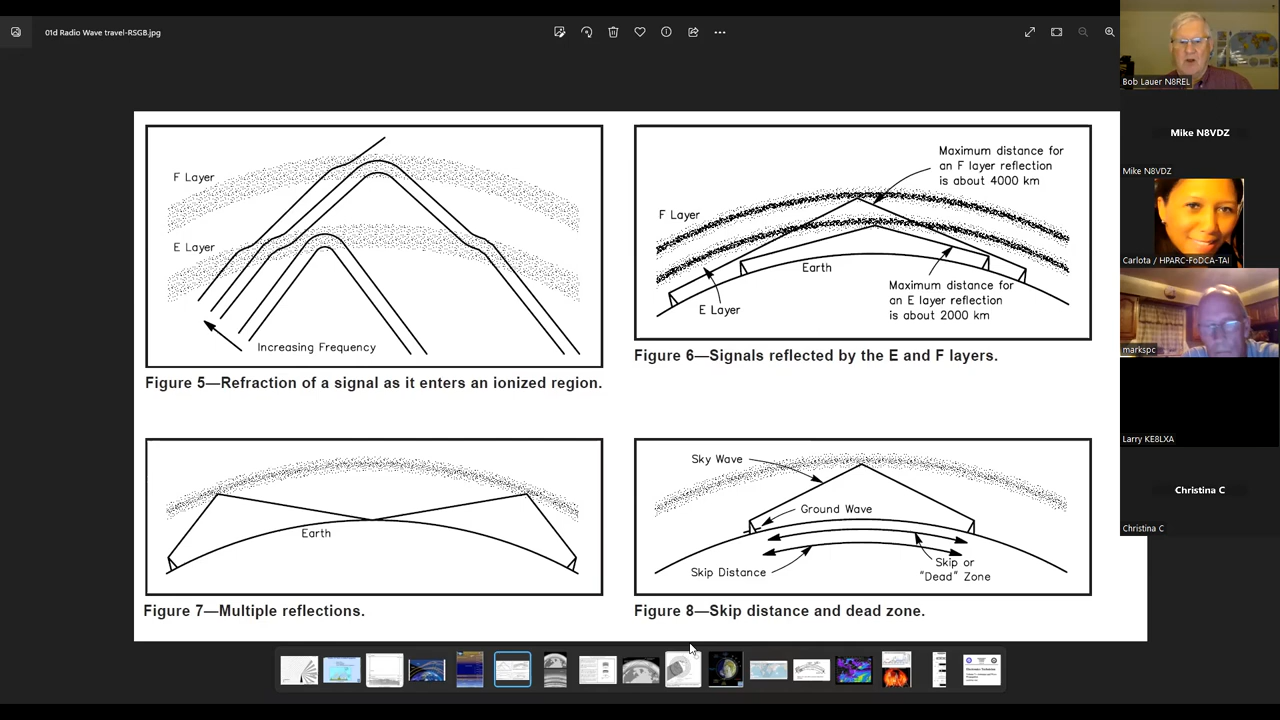 01d Radio Wave travel-RSGB.jpg
F Layer
E Layer
Increasing Frequency
Figure 5—Refraction of a signal as it enters an ionized region.
Maximum distance for
an F layer reflection
is about 4000 km
F Layer
Earth
E Layer
Maximum distance for
an E layer reflection
is about 2000 km
Figure 6—Signals reflected by the E and F layers.
Earth
Figure 7—Multiple reflections.
Sky Wave
Ground Wave
Skip Distance
Skip or
"Dead" Zone
Figure 8—Skip distance and dead zone.
Bob Lauer N8REL
Mike N8VDZ
Mike N8VDZ
Carlota / HPARC-FoDCA-TAI
markspc
Larry KE8LXA
Christina C
Christina C